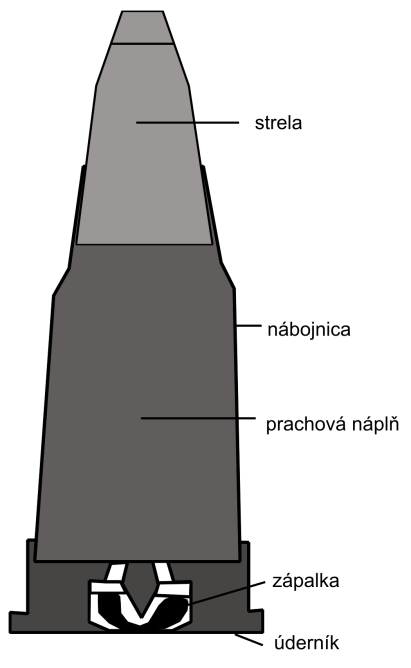 strela
nábojnica
prachová náplň
zápalka
úderník